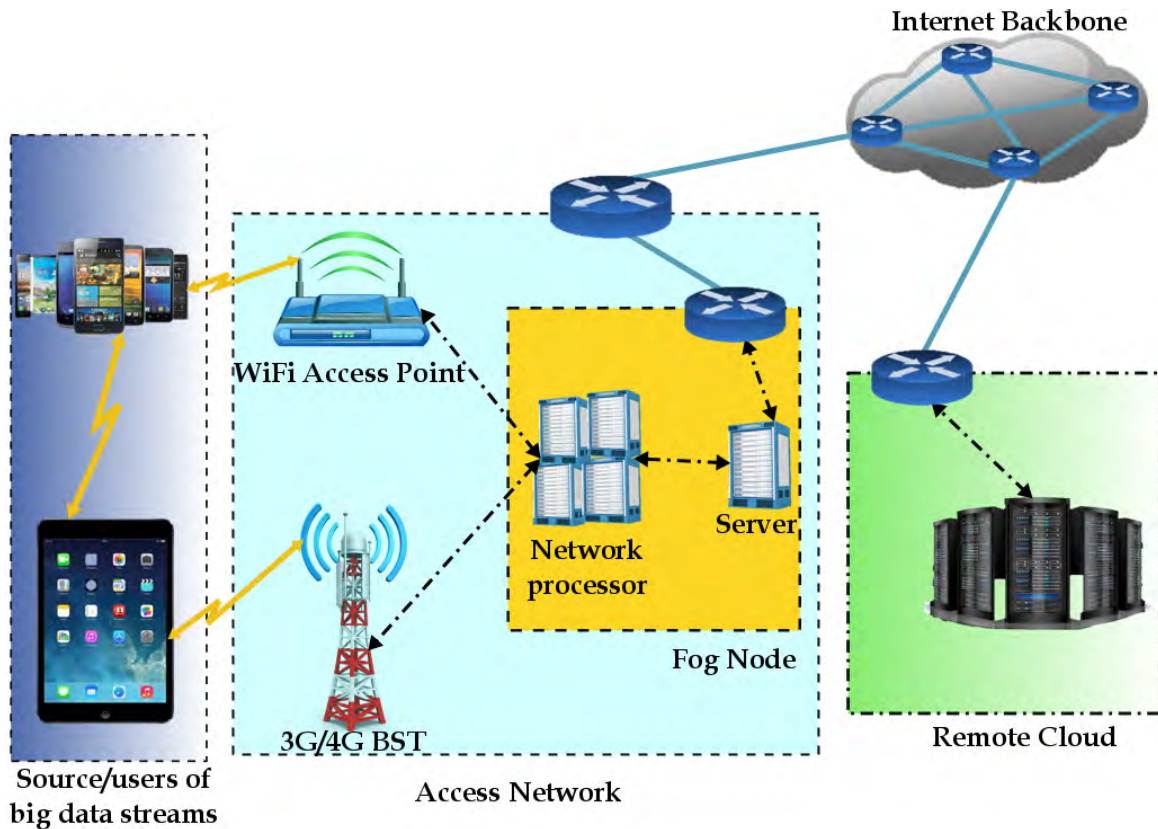 Internet Backbone
WiFi Access Point
Network
processor
Server
Fog Node
3G/4G BST
Remote Cloud
Source/users of
big data streams
Access Network